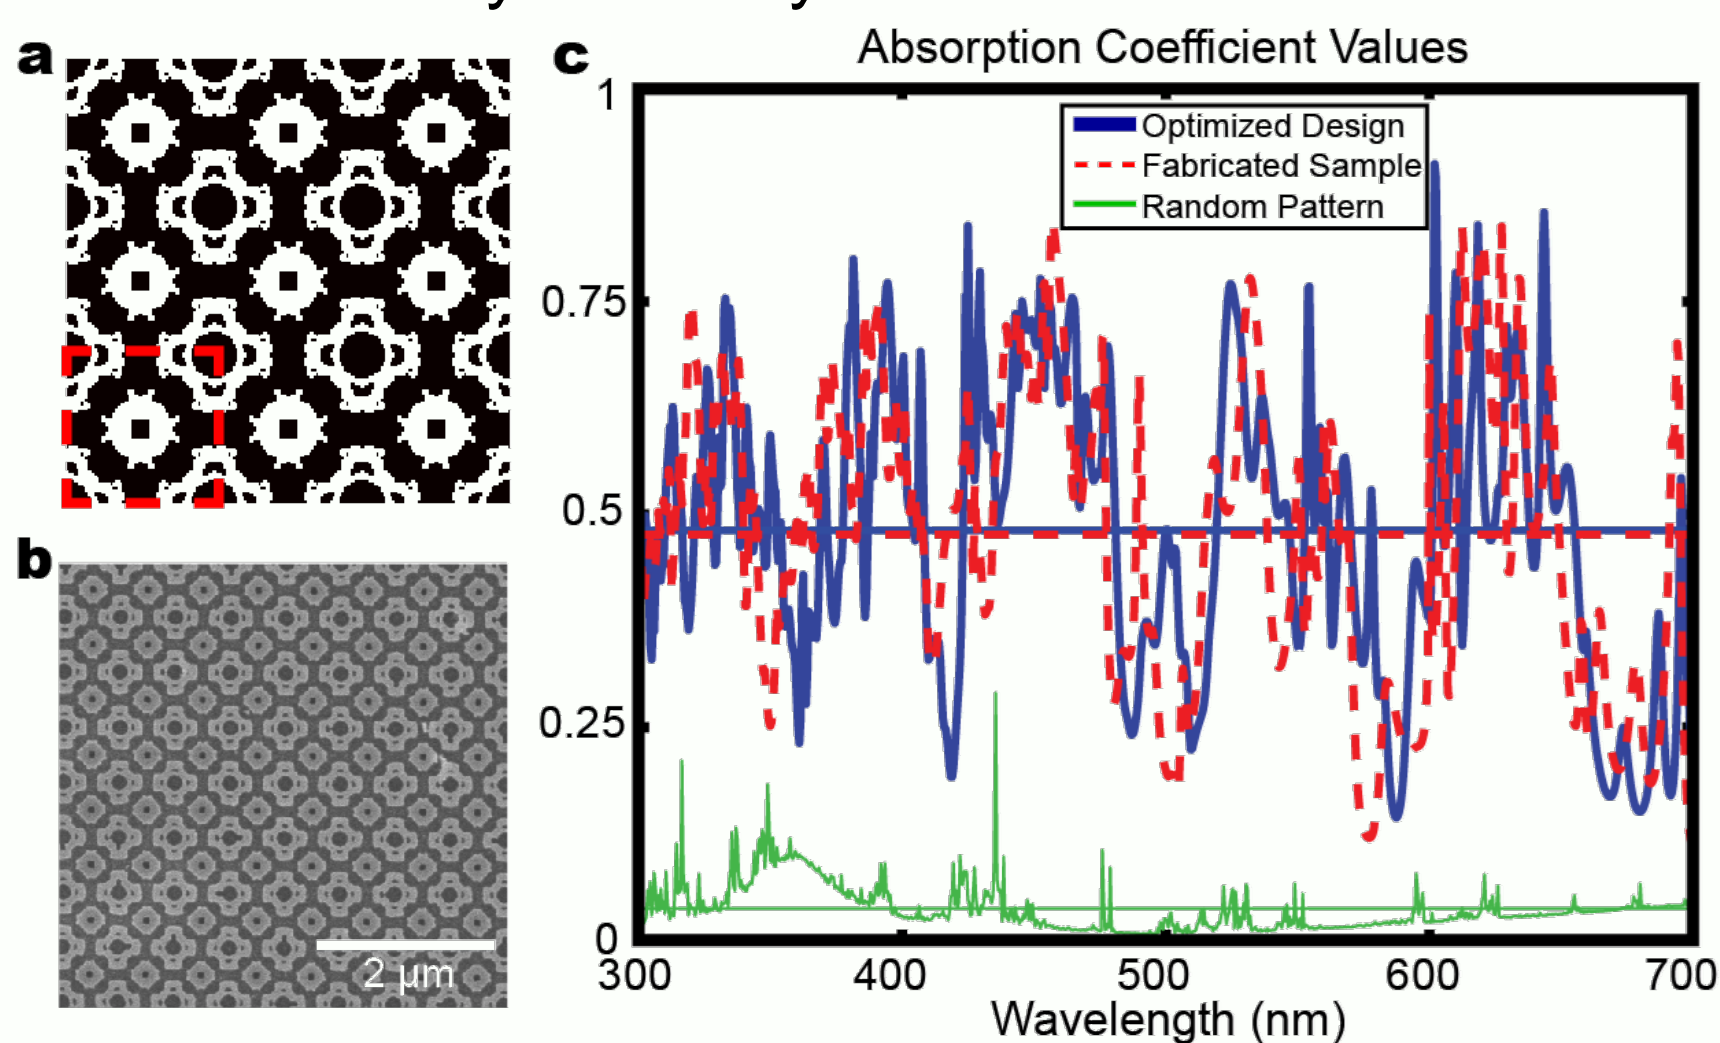 a
b
2 μm
c
Absorption Coefficient Values
Optimized Design
Fabricated Sample
Random Pattern
1
0.75
0.5
0.25
0
300 400 500 600 700
Wavelength (nm)